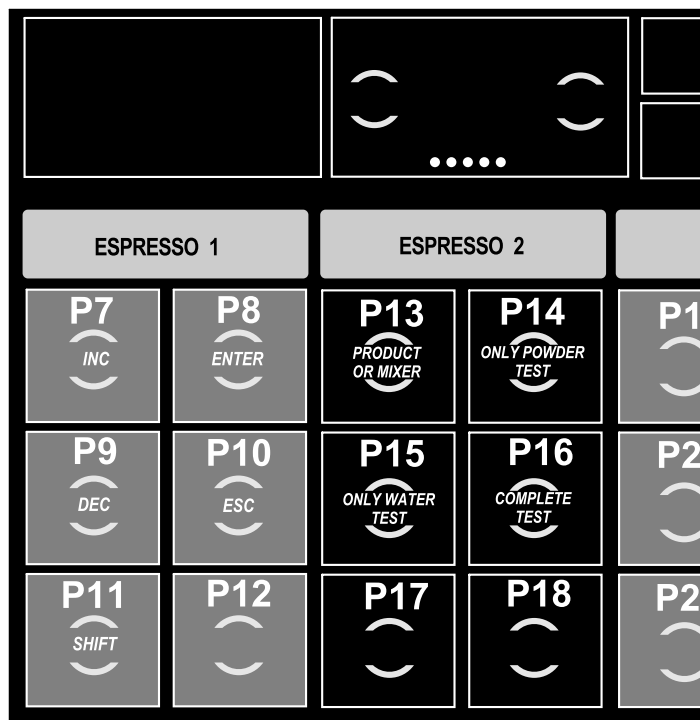 ESPRESSO 1
ESPRESSO 2
P7
INC
P8
ENTER
P13
PRODUCT
OR MIXER
P14
ONLY POWDER
TEST
P9
DEC
P10
ESC
P15
ONLY WATER
TEST
P16
COMPLETE
TEST
P11
SHIFT
P12
P17
P18